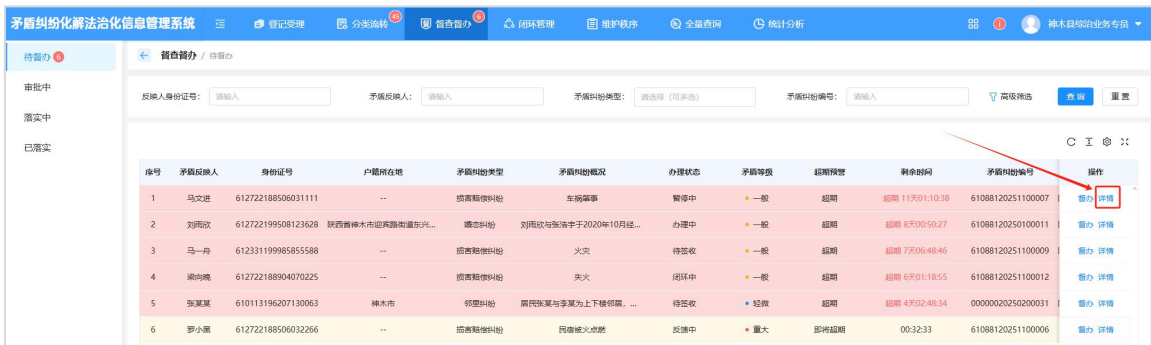 矛盾纠纷化解法治化信息管理系统 登记受理 分类流转 45 督查督办 6 闭环管理 维护秩序 全量查询 统计分析 神木县综治业务专员
待督办 6
督查督办 / 待督办
审批中
落实中
已落实
反映人身份证号： 请输入 矛盾反映人： 请输入 矛盾纠纷类型： 请选择（可多选） 矛盾纠纷编号： 请输入 高级筛选 查询 重置
序号 矛盾反映人 身份证号 户籍所在地 矛盾纠纷类型 矛盾纠纷概况 办理状态 矛盾等级 超期预警 剩余时间 矛盾纠纷编号 操作
1 马文进 612722188506031111 -- 损害赔偿纠纷 车祸肇事 暂停中 一般 超期 超期 11天01:10:38 61088120251100007 督办 详情
2 刘雨欣 612722199508123628 陕西省神木市迎宾路街道东兴... 婚恋纠纷 刘雨欣与张浩宇于2020年10月经... 办理中 一般 超期 超期 8天00:50:27 61088120250100011 督办 详情
3 马一舟 612331199985855588 -- 损害赔偿纠纷 火灾 待签收 一般 超期 超期 7天06:48:46 61088120251100009 督办 详情
4 梁向晚 612722188904070225 -- 损害赔偿纠纷 失火 闭环中 一般 超期 超期 6天01:18:55 61088120251100012 督办 详情
5 张某某 610113196207130063 神木市 邻里纠纷 居民张某与李某为上下楼邻居，... 待签收 轻微 超期 超期 4天02:48:34 00000020250200031 督办 详情
6 罗小黑 612722188506032266 -- 损害赔偿纠纷 民宿被火点燃 反馈中 重大 即将超期 00:32:33 61088120251100006 督办 详情